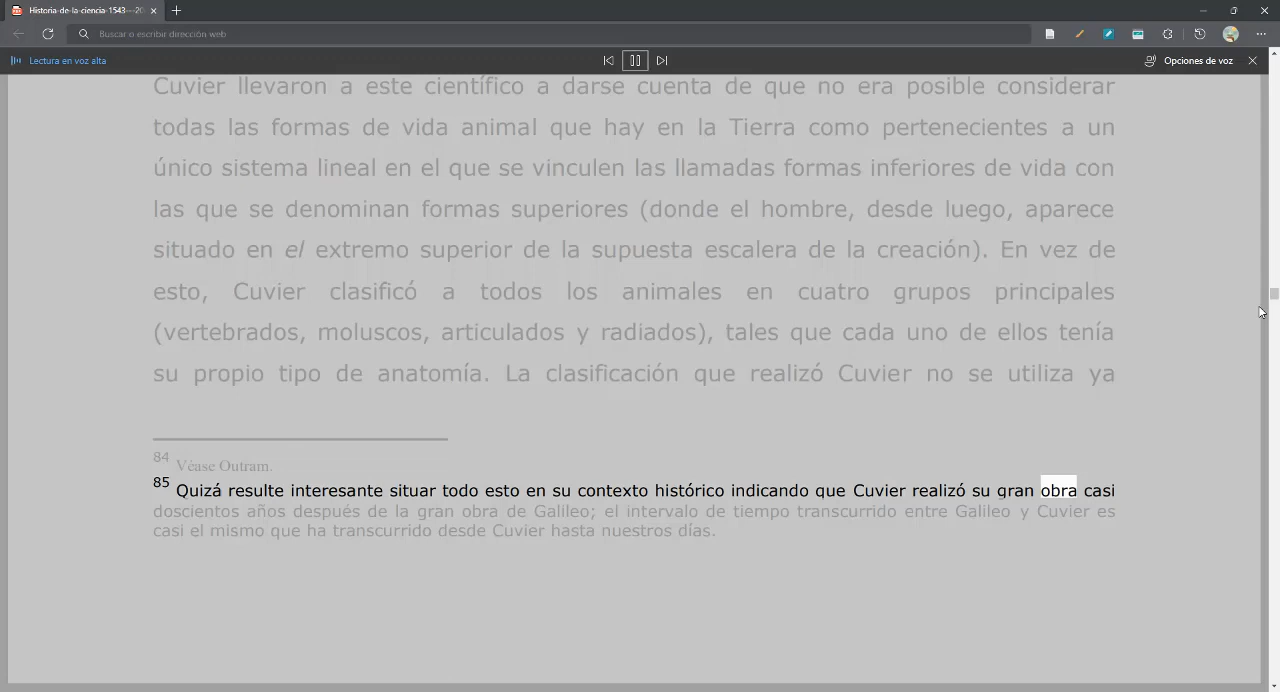 Historia-de-la-ciencia-1543---20
Buscar o escribir dirección web
Lectura en voz alta
Opciones de voz
Cuvier llevaron a este científico a darse cuenta de que no era posible considerar
todas las formas de vida animal que hay en la Tierra como pertenecientes a un
único sistema lineal en el que se vinculen las llamadas formas inferiores de vida con
las que se denominan formas superiores (donde el hombre, desde luego, aparece
situado en el extremo superior de la supuesta escalera de la creación). En vez de
esto, Cuvier clasificó a todos los animales en cuatro grupos principales
(vertebrados, moluscos, articulados y radiados), tales que cada uno de ellos tenía
su propio tipo de anatomía. La clasificación que realizó Cuvier no se utiliza ya
84 Véase Outram.
85 Quizá resulte interesante situar todo esto en su contexto histórico indicando que Cuvier realizó su gran obra casi
doscientos años después de la gran obra de Galileo; el intervalo de tiempo transcurrido entre Galileo y Cuvier es
casi el mismo que ha transcurrido desde Cuvier hasta nuestros días.